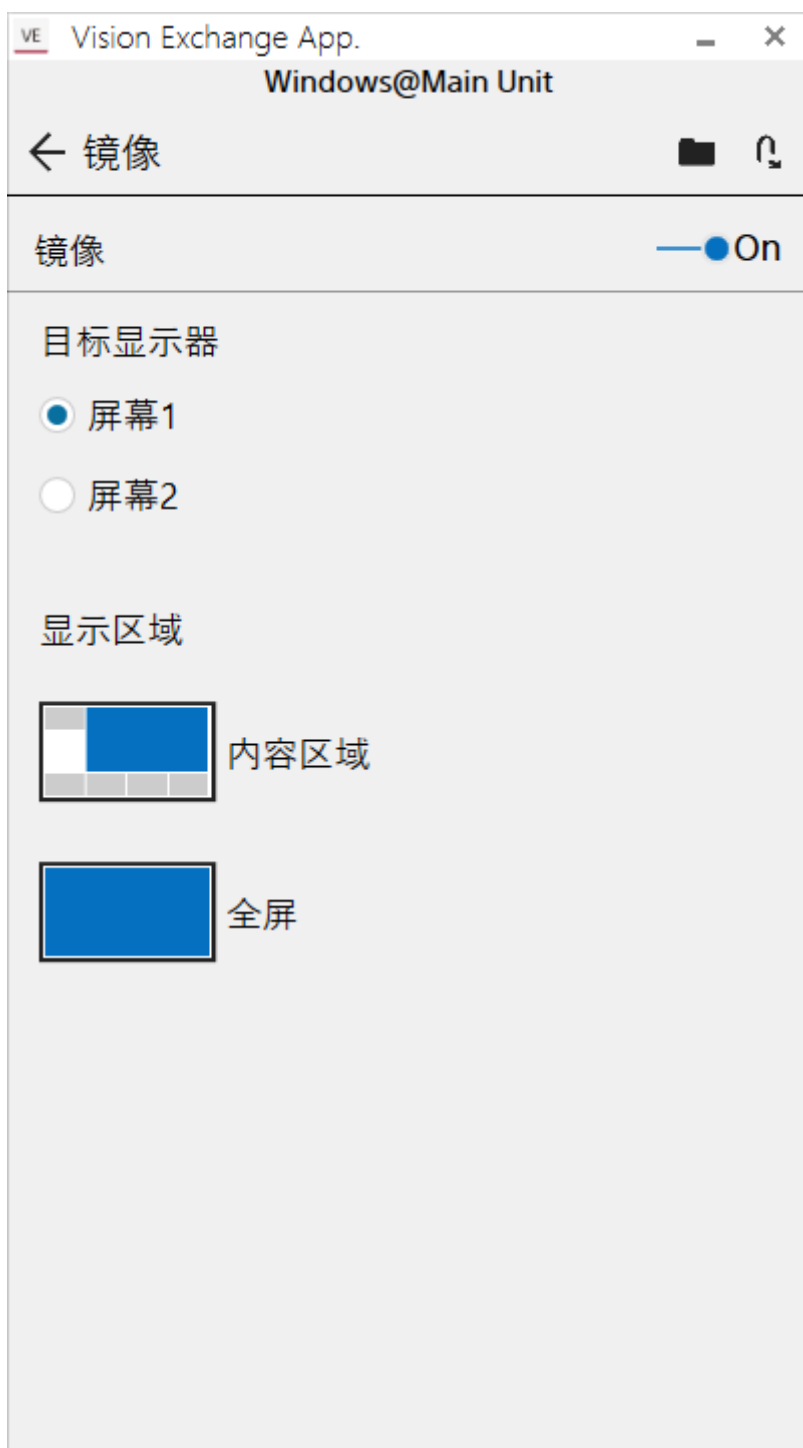 VE Vision Exchange App.
Windows@Main Unit
镜像
镜像 On
目标显示器
屏幕1
屏幕2
显示区域
内容区域
全屏